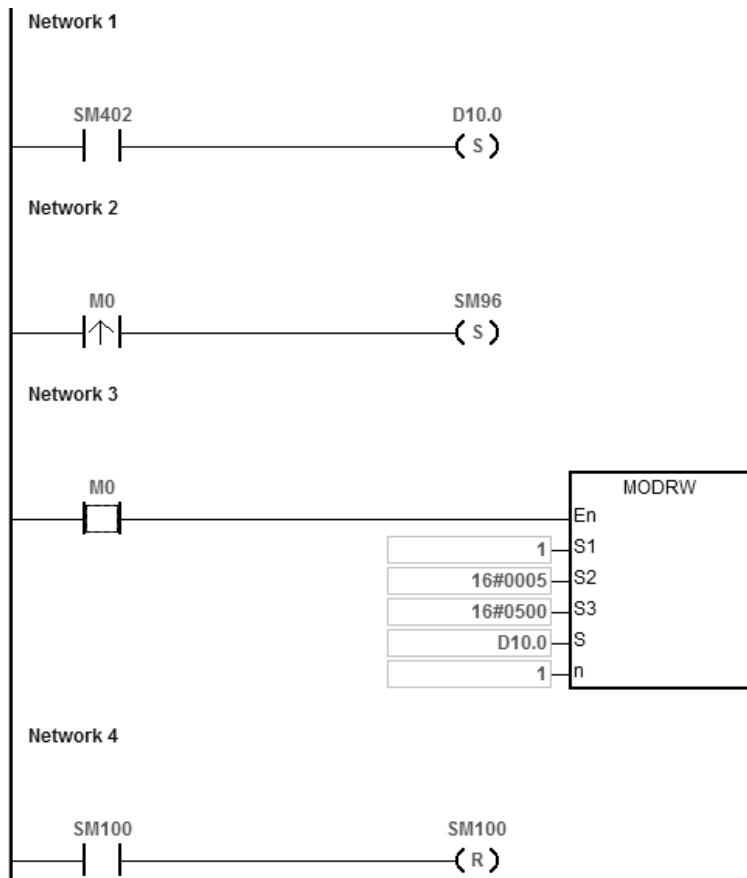 Network 1
SM402 D10.0
S
Network 2
M0 SM96
S
Network 3
M0
MODRW
En
1 S1
16#0005 S2
16#0500 S3
D10.0 S
1 n
Network 4
SM100 SM100
R